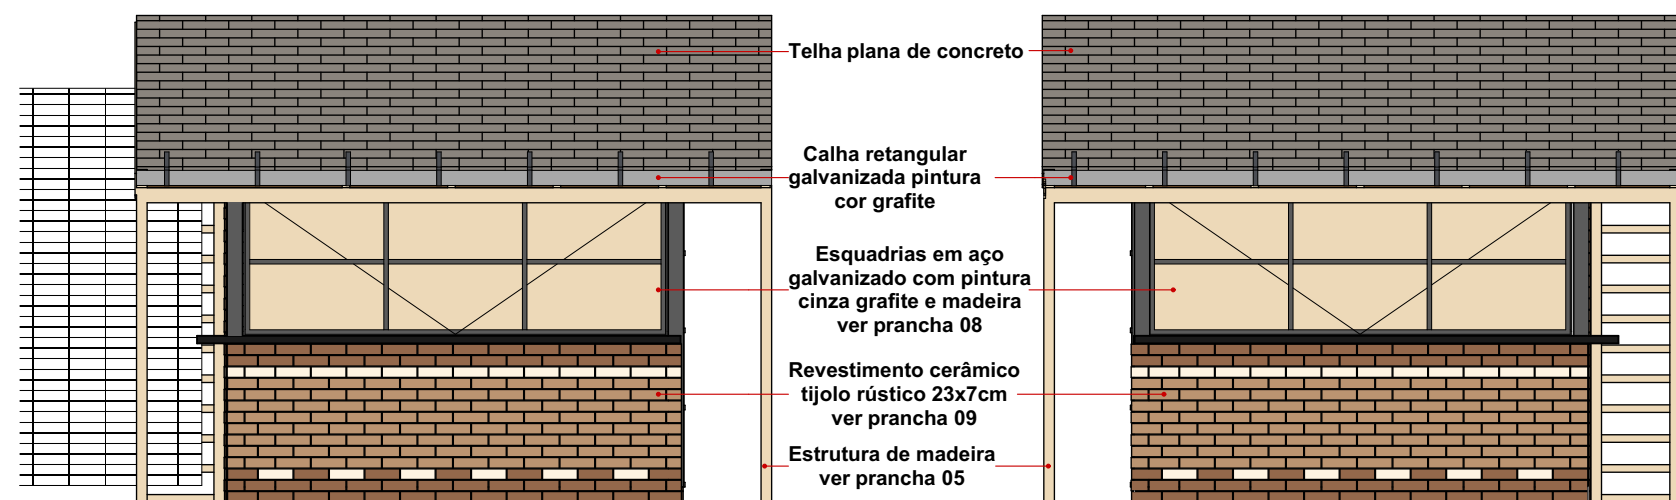 Telha plana de concreto
Calha retangular
galvanizada pintura
cor grafite
Esquadrias em aço
galvanizado com pintura
cinza grafite e madeira
ver prancha 08
Revestimento cerâmico
tijolo rústico 23x7cm
ver prancha 09
Estrutura de madeira
ver prancha 05